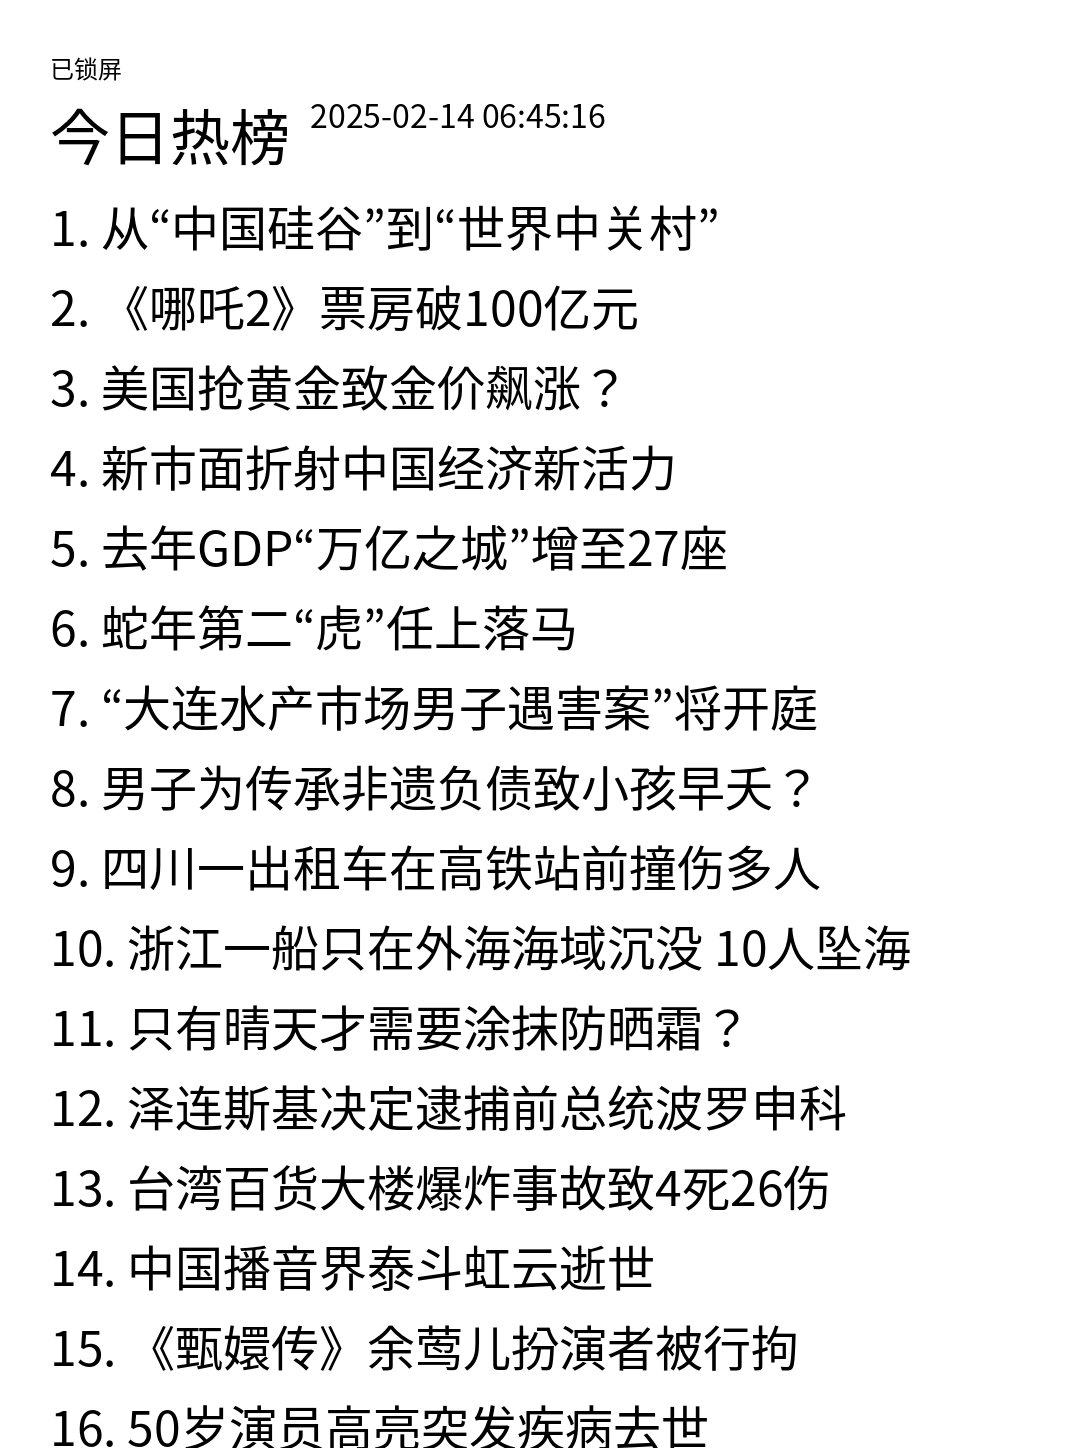 已锁屏
今日热榜 2025-02-14 06:45:16
1. 从“中国硅谷”到“世界中关村”
2. 《哪吒2》票房破100亿元
3. 美国抢黄金致金价飙涨？
4. 新市面折射中国经济新活力
5. 去年GDP“万亿之城”增至27座
6. 蛇年第二“虎”任上落马
7. “大连水产市场男子遇害案”将开庭
8. 男子为传承非遗负债致小孩早夭？
9. 四川一出租车在高铁站前撞伤多人
10. 浙江一船只在外海海域沉没 10人坠海
11. 只有晴天才需要涂抹防晒霜？
12. 泽连斯基决定逮捕前总统波罗申科
13. 台湾百货大楼爆炸事故致4死26伤
14. 中国播音界泰斗虹云逝世
15. 《甄嬛传》余莺儿扮演者被行拘
16. 50岁演员高亮突发疾病去世